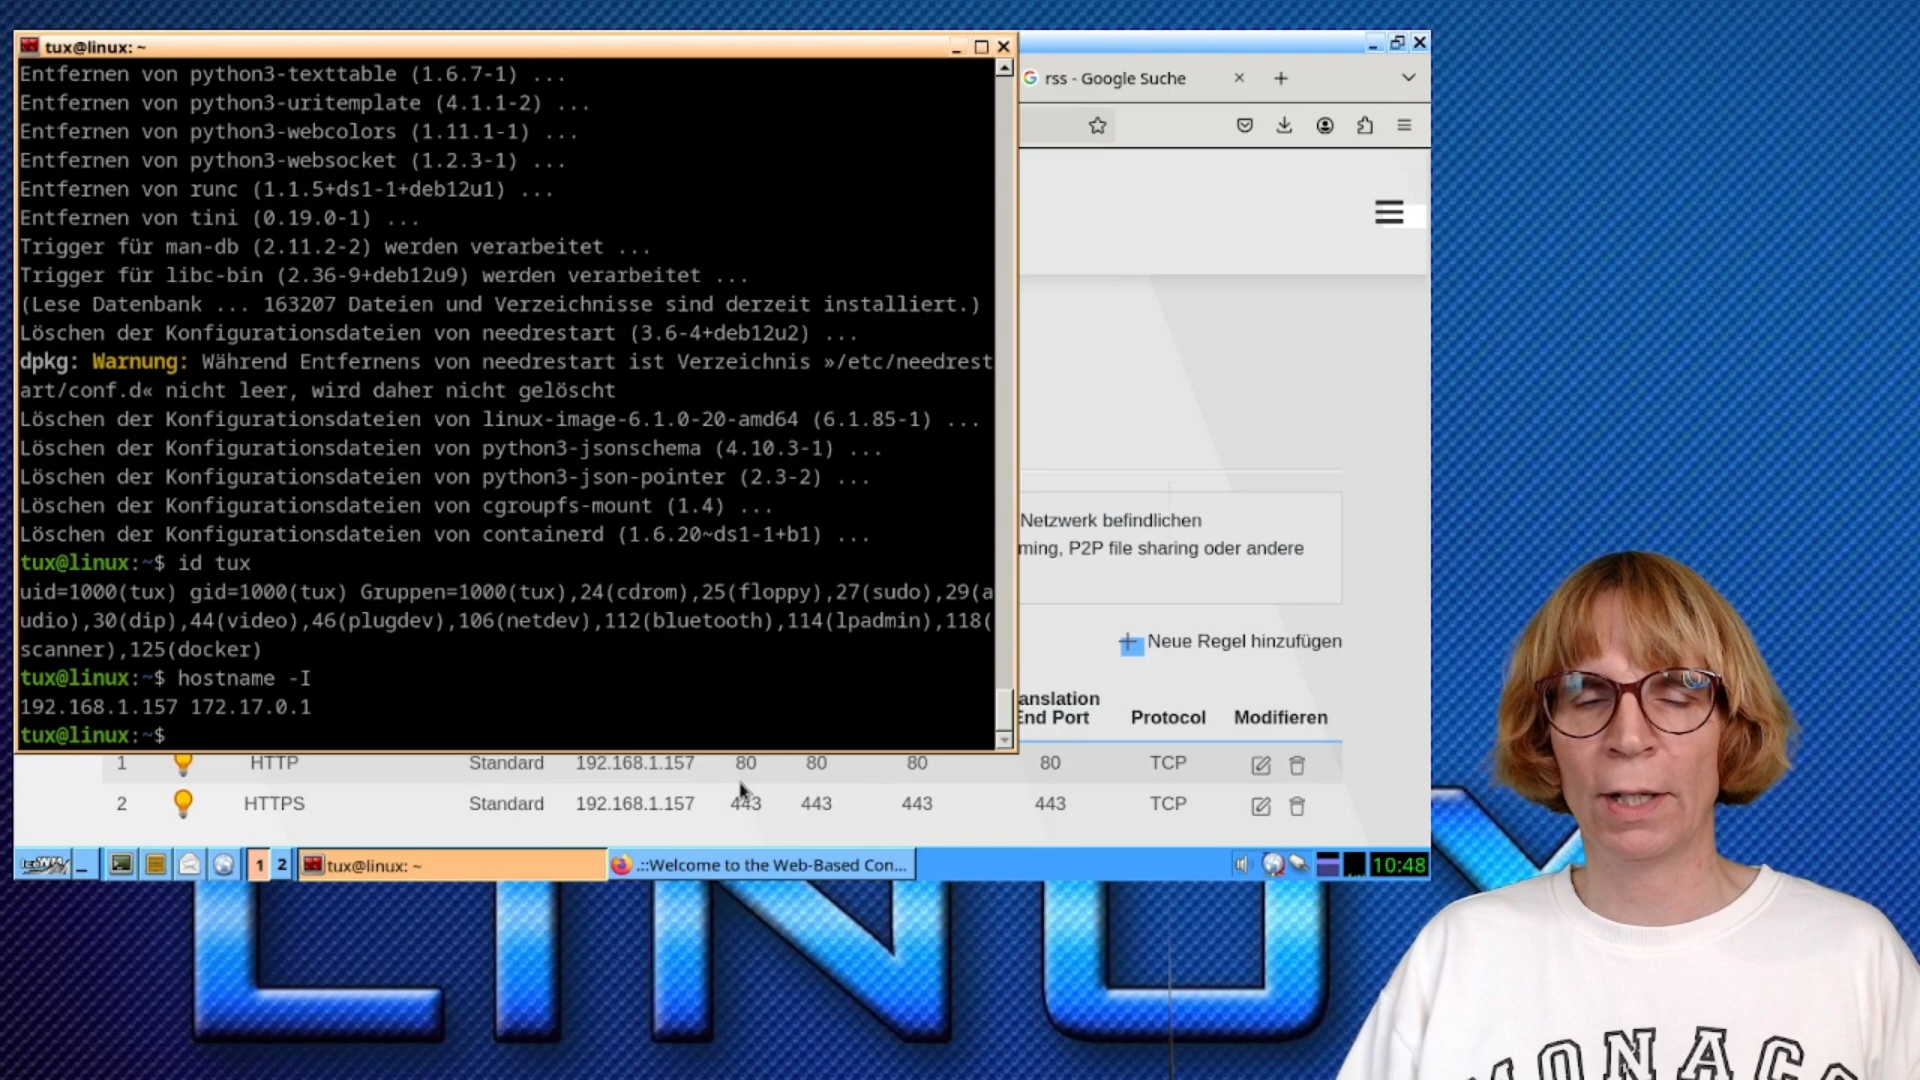 tux@linux: ~
Entfernen von python3-texttable (1.6.7-1) ...
Entfernen von python3-uritemplate (4.1.1-2) ...
Entfernen von python3-webcolors (1.11.1-1) ...
Entfernen von python3-websocket (1.2.3-1) ...
Entfernen von runc (1.1.5+ds1-1+deb12u1) ...
Entfernen von tini (0.19.0-1) ...
Trigger für man-db (2.11.2-2) werden verarbeitet ...
Trigger für libc-bin (2.36-9+deb12u9) werden verarbeitet ...
(Lese Datenbank ... 163207 Dateien und Verzeichnisse sind derzeit installiert.)
Löschen der Konfigurationsdateien von needrestart (3.6-4+deb12u2) ...
dpkg: Warnung: Während Entfernens von needrestart ist Verzeichnis »/etc/needrest
art/conf.d« nicht leer, wird daher nicht gelöscht
Löschen der Konfigurationsdateien von linux-image-6.1.0-20-amd64 (6.1.85-1) ...
Löschen der Konfigurationsdateien von python3-jsonschema (4.10.3-1) ...
Löschen der Konfigurationsdateien von python3-json-pointer (2.3-2) ...
Löschen der Konfigurationsdateien von cgroupfs-mount (1.4) ...
Löschen der Konfigurationsdateien von containerd (1.6.20~ds1-1+b1) ...
tux@linux:~$ id tux
uid=1000(tux) gid=1000(tux) Gruppen=1000(tux),24(cdrom),25(floppy),27(sudo),29(a
udio),30(dip),44(video),46(plugdev),106(netdev),112(bluetooth),114(lpadmin),118(
scanner),125(docker)
tux@linux:~$ hostname -I
192.168.1.157 172.17.0.1
tux@linux:~$
rss - Google Suche
Netzwerk befindlichen
ming, P2P file sharing oder andere
Neue Regel hinzufügen
anslation
End Port Protocol Modifieren
1 HTTP Standard 192.168.1.157 80 80 80 80 TCP
2 HTTPS Standard 192.168.1.157 443 443 443 443 TCP
IceWM 1 2 tux@linux: ~ .::Welcome to the Web-Based Con... 10:48
LINUX
MONACO